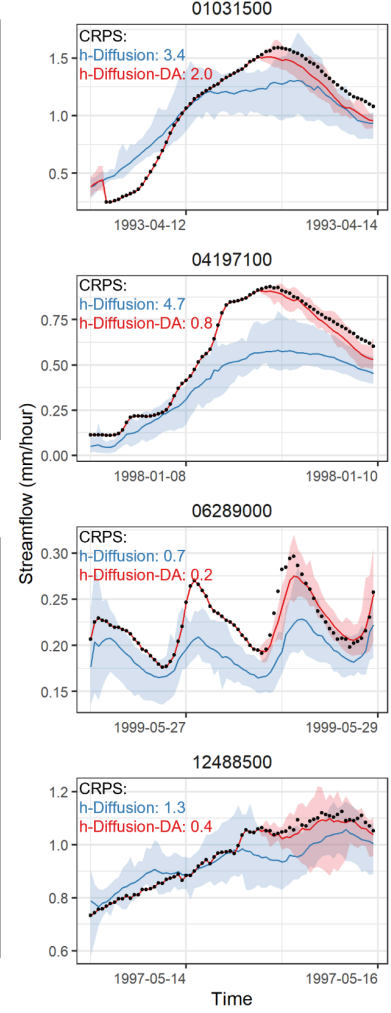 01031500
CRPS:
h-Diffusion: 3.4
h-Diffusion-DA: 2.0
1.5
1.0
0.5
1993-04-12
1993-04-14
04197100
CRPS:
h-Diffusion: 4.7
h-Diffusion-DA: 0.8
0.75
0.50
0.25
0.00
1998-01-08
1998-01-10
Streamflow (mm/hour)
06289000
CRPS:
h-Diffusion: 0.7
h-Diffusion-DA: 0.2
0.30
0.25
0.20
0.15
1999-05-27
1999-05-29
12488500
CRPS:
h-Diffusion: 1.3
h-Diffusion-DA: 0.4
1.2
1.0
0.8
0.6
1997-05-14
1997-05-16
Time